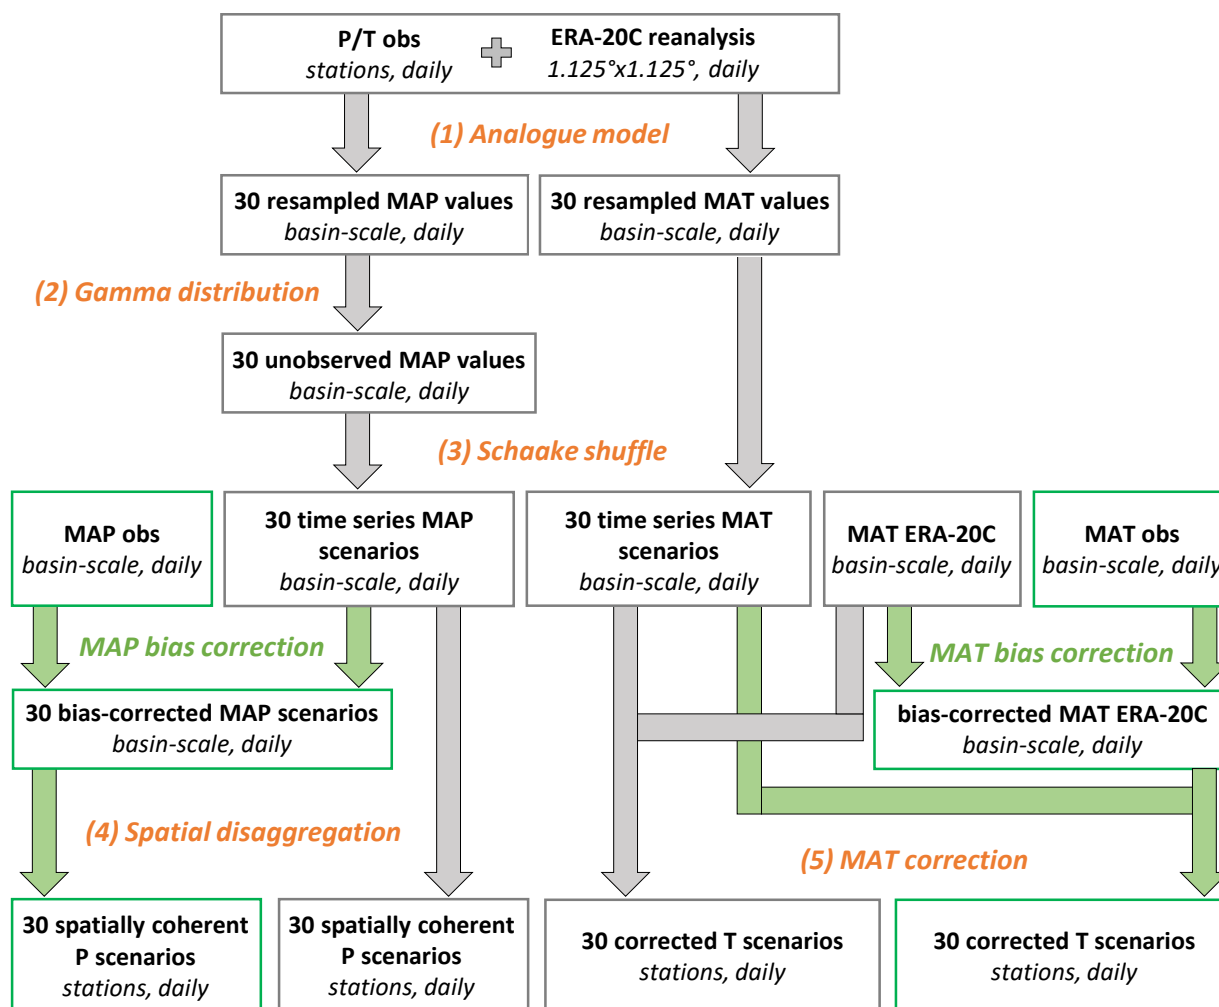 P/T obs
stations, daily
ERA-20C reanalysis
1.125°x1.125°, daily
(1) Analogue model
30 resampled MAP values
basin-scale, daily
30 resampled MAT values
basin-scale, daily
(2) Gamma distribution
30 unobserved MAP values
basin-scale, daily
(3) Schaake shuffle
MAP obs
basin-scale, daily
30 time series MAP
scenarios
basin-scale, daily
30 time series MAT
scenarios
basin-scale, daily
MAT ERA-20C
basin-scale, daily
MAT obs
basin-scale, daily
MAP bias correction
MAT bias correction
30 bias-corrected MAP scenarios
basin-scale, daily
bias-corrected MAT ERA-20C
basin-scale, daily
(4) Spatial disaggregation
(5) MAT correction
30 spatially coherent
P scenarios
stations, daily
30 spatially coherent
P scenarios
stations, daily
30 corrected T scenarios
stations, daily
30 corrected T scenarios
stations, daily